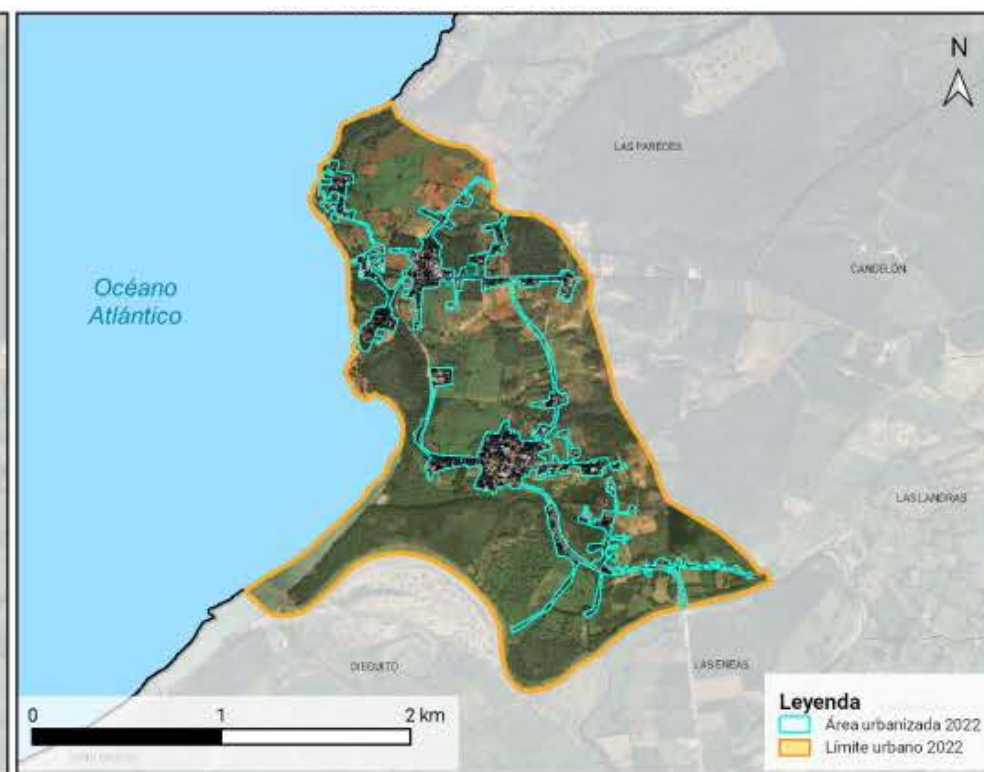 N
LAS PAREDES
CANDELÓN
Océano
Atlántico
LAS LANDRAS
DIEGUITO
LAS ENEAS
0 1 2 km
Leyenda
Área urbanizada 2022
Límite urbano 2022